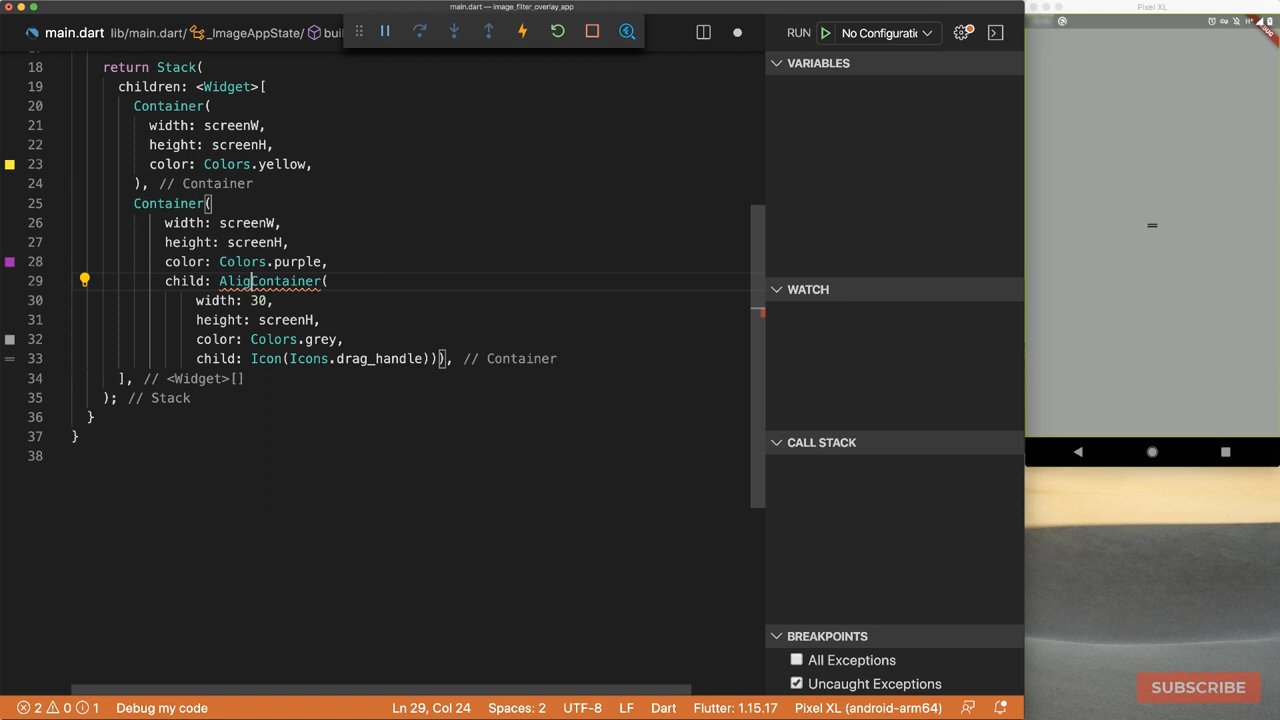 main.dart — image_filter_overlay_app
Pixel XL
main.dart lib/main.dart/ _ImageAppState/ bui
RUN No Configuratic
18 return Stack(
19 children: <Widget>[
20 Container(
21 width: screenW,
22 height: screenH,
23 color: Colors.yellow,
24 ), // Container
25 Container(
26 width: screenW,
27 height: screenH,
28 color: Colors.purple,
29 child: AligContainer(
30 width: 30,
31 height: screenH,
32 color: Colors.grey,
33 child: Icon(Icons.drag_handle))), // Container
34 ], // <Widget>[]
35 ); // Stack
36 }
37 }
38
VARIABLES
WATCH
CALL STACK
BREAKPOINTS
All Exceptions
Uncaught Exceptions
SUBSCRIBE
2 0 1 Debug my code Ln 29, Col 24 Spaces: 2 UTF-8 LF Dart Flutter: 1.15.17 Pixel XL (android-arm64)